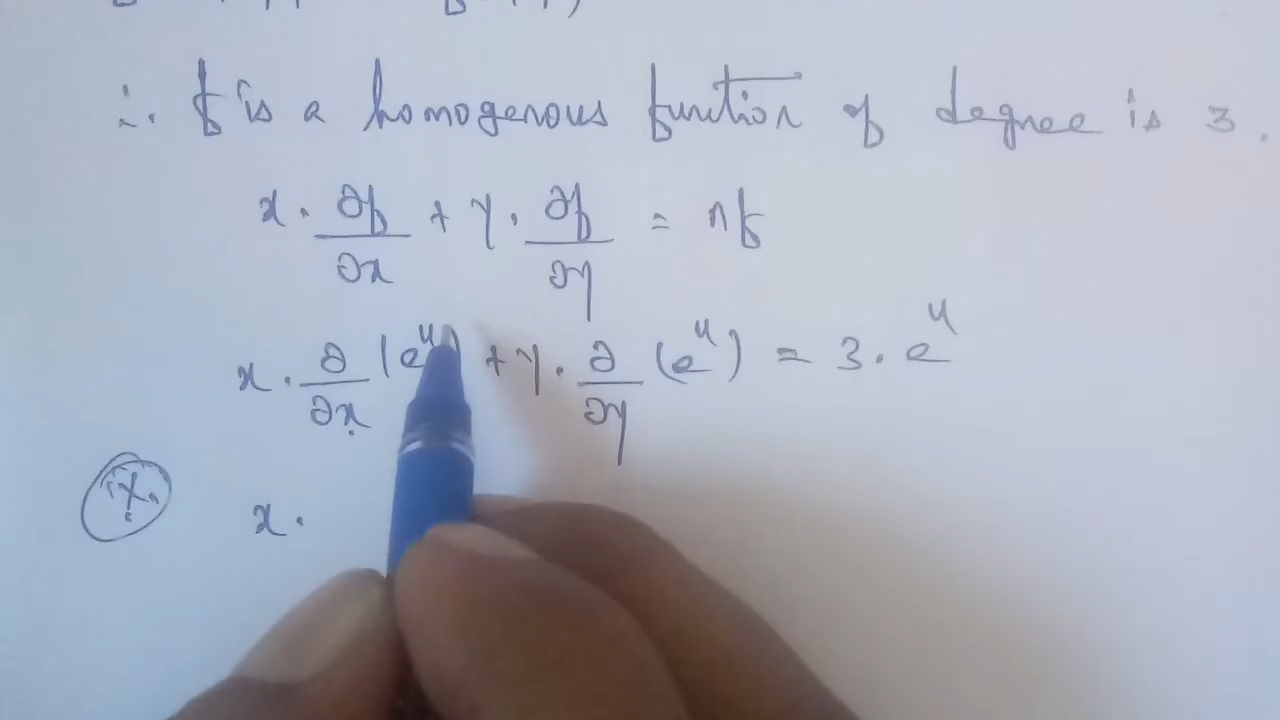 ∴ f is a homogenous function of degree is 3.
x · ∂f/∂x + y · ∂f/∂y = nf
x · ∂/∂x (e^u) + y · ∂/∂y (e^u) = 3 · e^u
x ·